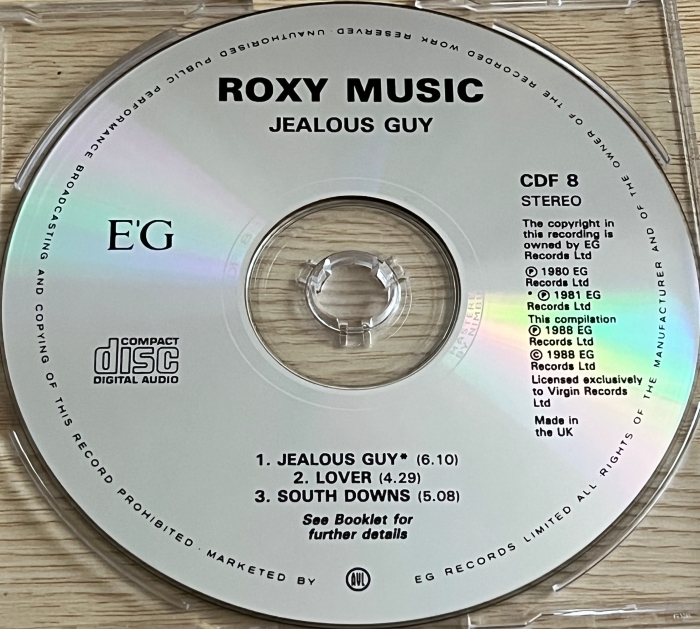 ROXY MUSIC
JEALOUS GUY
E'G
CDF 8
STEREO
The copyright in
this recording is
owned by EG
Records Ltd
℗ 1980 EG
Records Ltd
* ℗ 1981 EG
Records Ltd
This compilation
℗ 1988 EG
Records Ltd
© 1988 EG
Records Ltd
Licensed exclusively
to Virgin Records
Ltd
Made in
the UK
COMPACT
disc
DIGITAL AUDIO
1. JEALOUS GUY* (6.10)
2. LOVER (4.29)
3. SOUTH DOWNS (5.08)
See Booklet for
further details
EG RECORDS LIMITED ALL RIGHTS OF THE MANUFACTURER AND OF THE OWNER OF THE RECORDED WORK RESERVED · UNAUTHORISED PUBLIC PERFORMANCE BROADCASTING AND COPYING OF THIS RECORD PROHIBITED · MARKETED BY
AVL